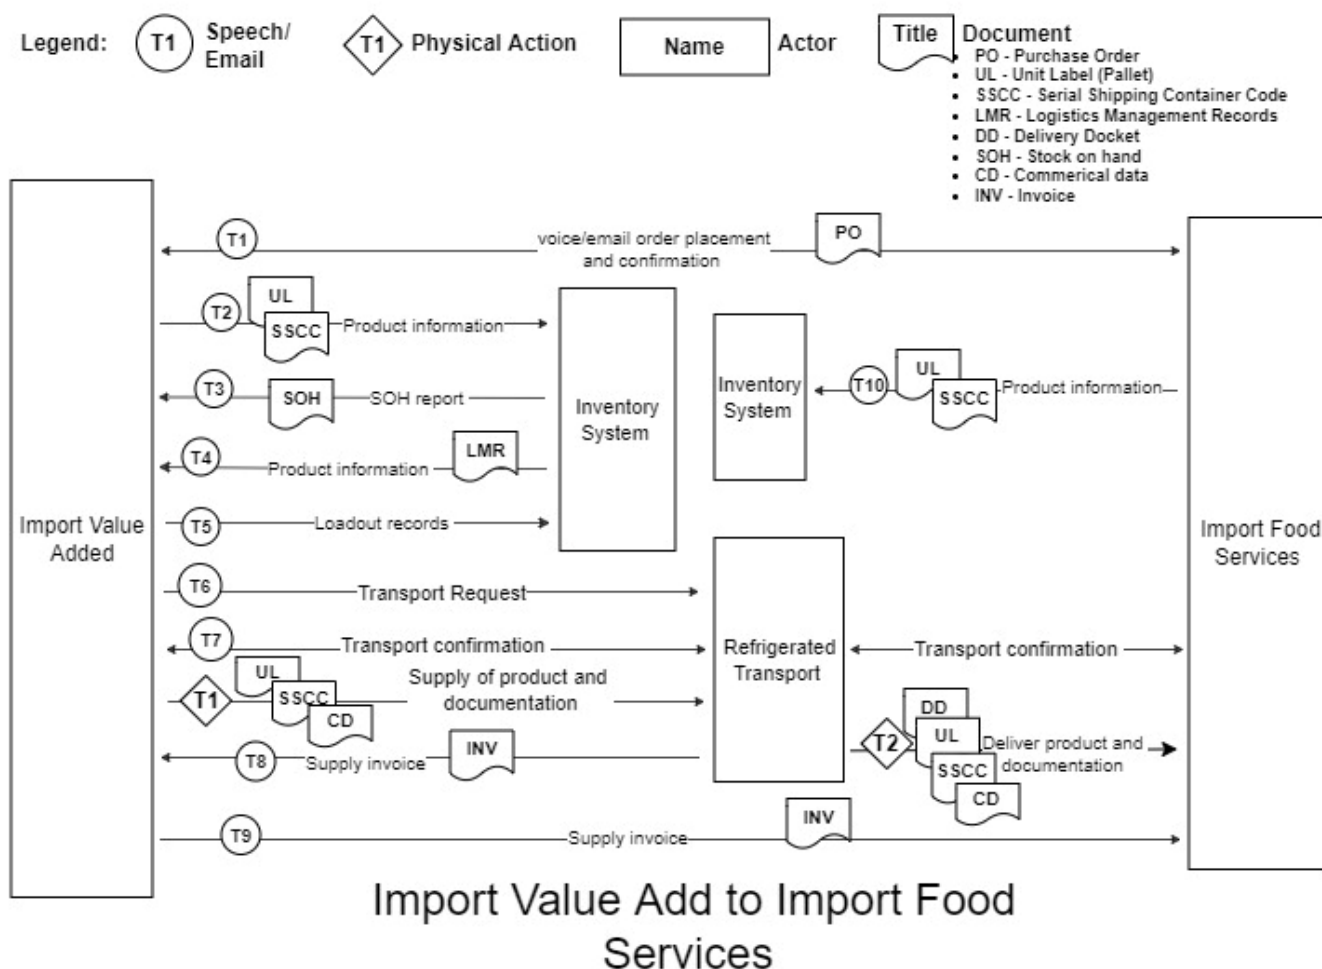 Legend:
T1
Speech/
Email
T1
Physical Action
Name
Actor
Title
Document
• PO - Purchase Order
• UL - Unit Label (Pallet)
• SSCC - Serial Shipping Container Code
• LMR - Logistics Management Records
• DD - Delivery Docket
• SOH - Stock on hand
• CD - Commerical data
• INV - Invoice
T1
voice/email order placement
and confirmation
PO
T2
UL
SSCC
Product information
T3
SOH
SOH report
T4
Product information
LMR
T5
Loadout records
Inventory
System
Inventory
System
T10
UL
SSCC
Product information
Import Value
Added
Import Food
Services
T6
Transport Request
T7
Transport confirmation
Refrigerated
Transport
Transport confirmation
T1
UL
SSCC
CD
Supply of product and
documentation
T2
DD
UL
SSCC
CD
Deliver product and
documentation
T8
Supply invoice
INV
T9
Supply invoice
INV
Import Value Add to Import Food
Services